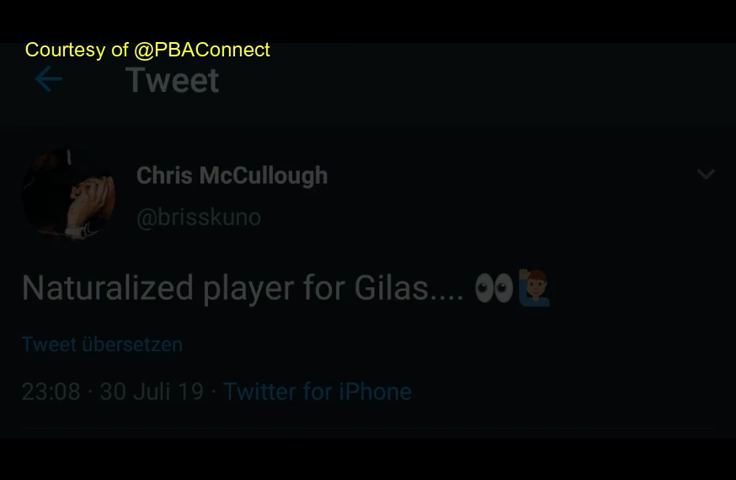 Courtesy of @PBAConnect
Tweet
Chris McCullough
@brisskuno
Naturalized player for Gilas.... 👀🙋🏽‍♂️
Tweet übersetzen
23:08 · 30 Juli 19 · Twitter for iPhone